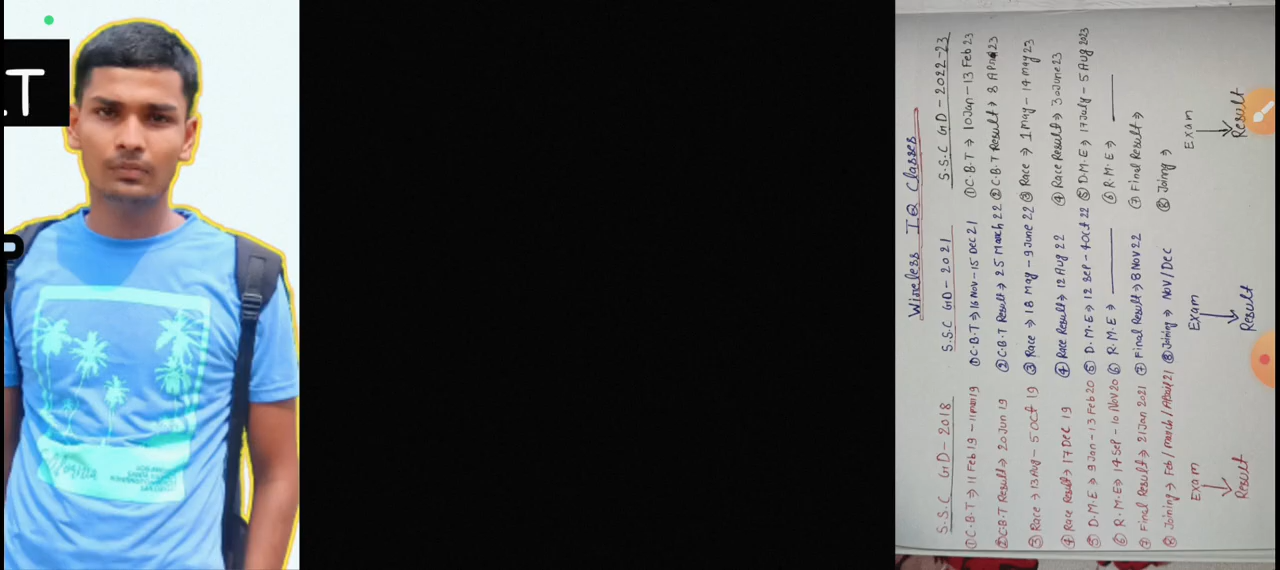 .T
P
Wireless IQ Classes
S.S.C GD-2018
① C.B.T ⇒ 11 Feb 19 - 11 mar 19
② C.B.T Result ⇒ 20 Jun 19
③ Race ⇒ 13 Aug - 5 Oct 19
④ Race Result ⇒ 17 Dec 19
⑤ D.M.E ⇒ 9 Jan - 13 Feb 20
⑥ R.M.E ⇒ 14 Sep - 10 Nov 20
⑦ Final Result ⇒ 21 Jan 2021
⑧ Joining ⇒ Feb/march/April 21
Exam
↓
Result
S.S.C GD-2021
① C.B.T ⇒ 16 Nov - 15 Dec 21
② C.B.T Result ⇒ 25 March 22
③ Race ⇒ 18 May - 9 June 22
④ Race Result ⇒ 12 Aug 22
⑤ D.M.E ⇒ 12 Sep - 4 Oct 22
⑥ R.M.E ⇒ ———
⑦ Final Result ⇒ 8 Nov 22
⑧ Joining ⇒ Nov/Dec
Exam
↓
Result
S.S.C GD-2022-23
① C.B.T ⇒ 10 Jan - 13 Feb 23
② C.B.T Result ⇒ 8 Apr 23
③ Race ⇒ 1 May - 14 may 23
④ Race Result ⇒ 30 June 23
⑤ D.M.E ⇒ 17 July - 5 Aug 2023
⑥ R.M.E ⇒ ———
⑦ Final Result ⇒
⑧ Joining ⇒
Exam
↓
Result